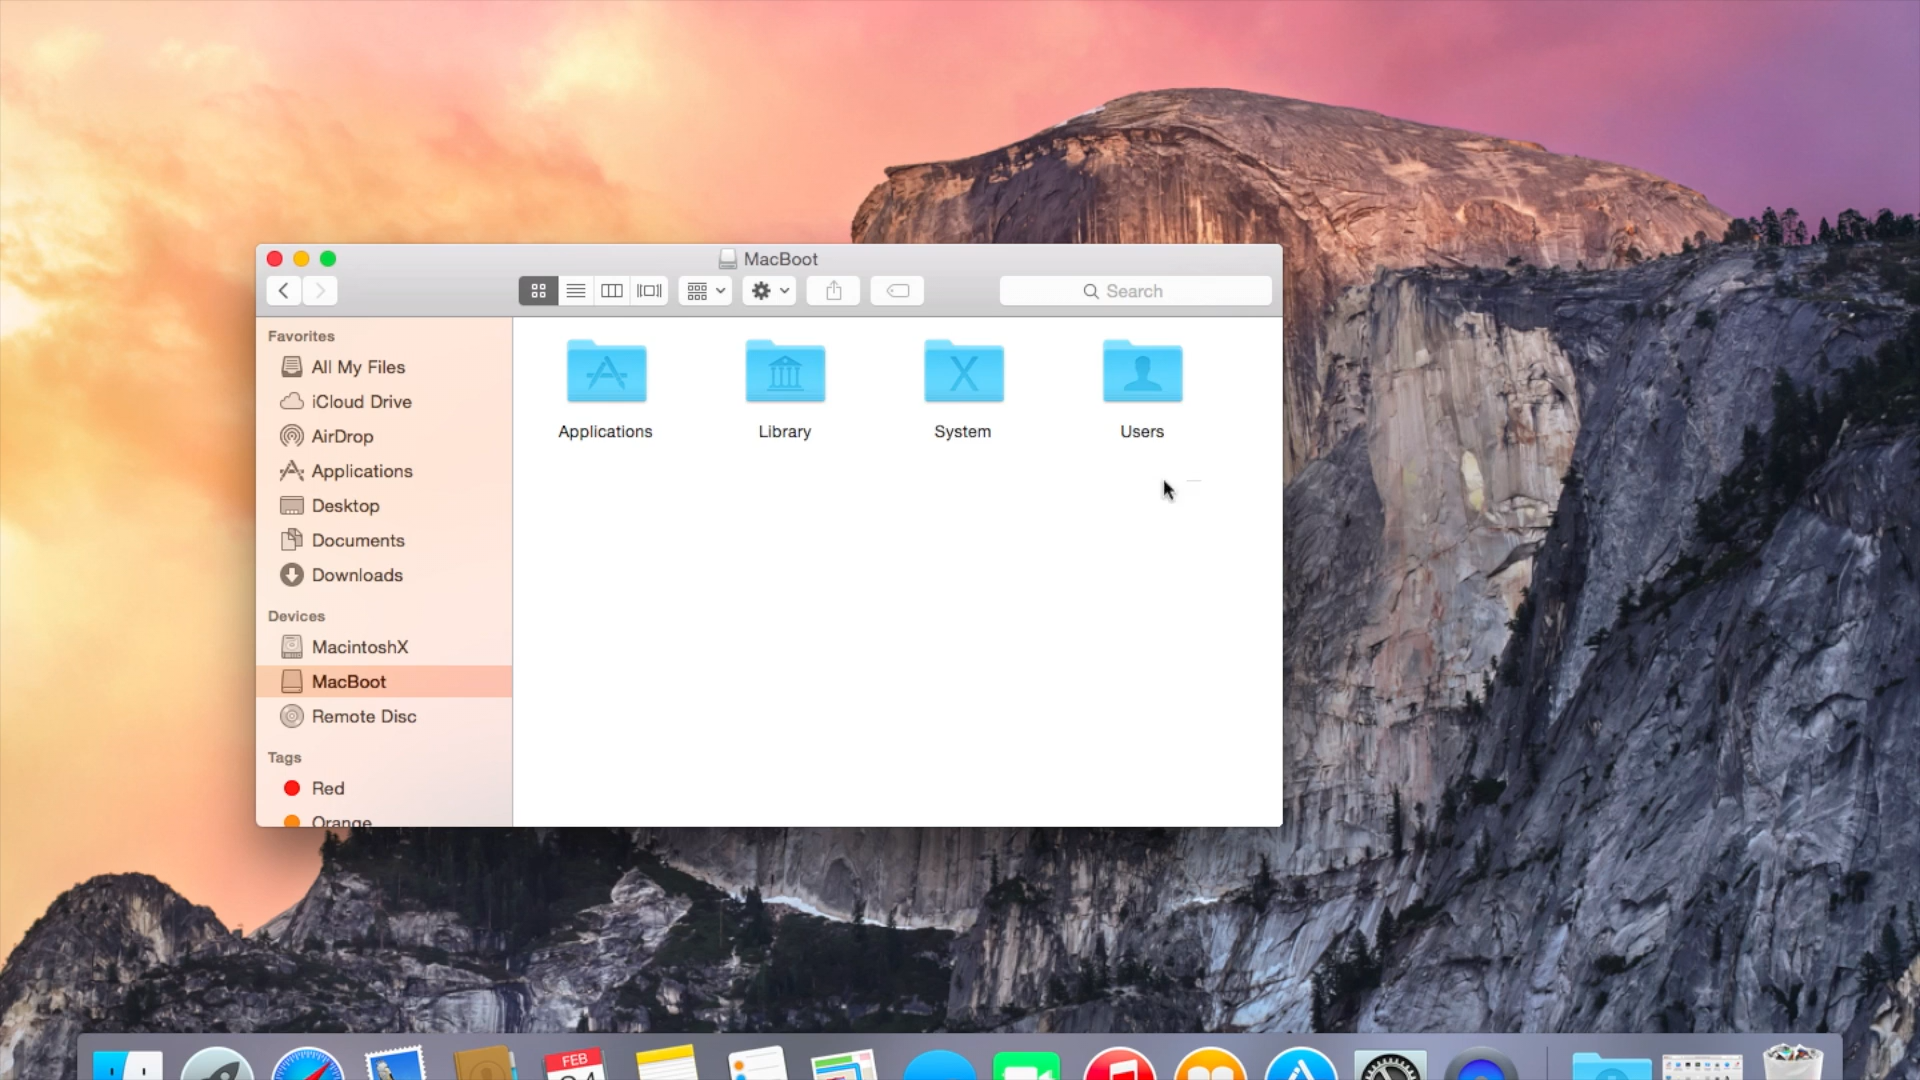 MacBoot
Search
Favorites
All My Files
iCloud Drive
AirDrop
Applications
Desktop
Documents
Downloads
Devices
MacintoshX
MacBoot
Remote Disc
Tags
Red
Orange
Applications
Library
System
Users
FEB